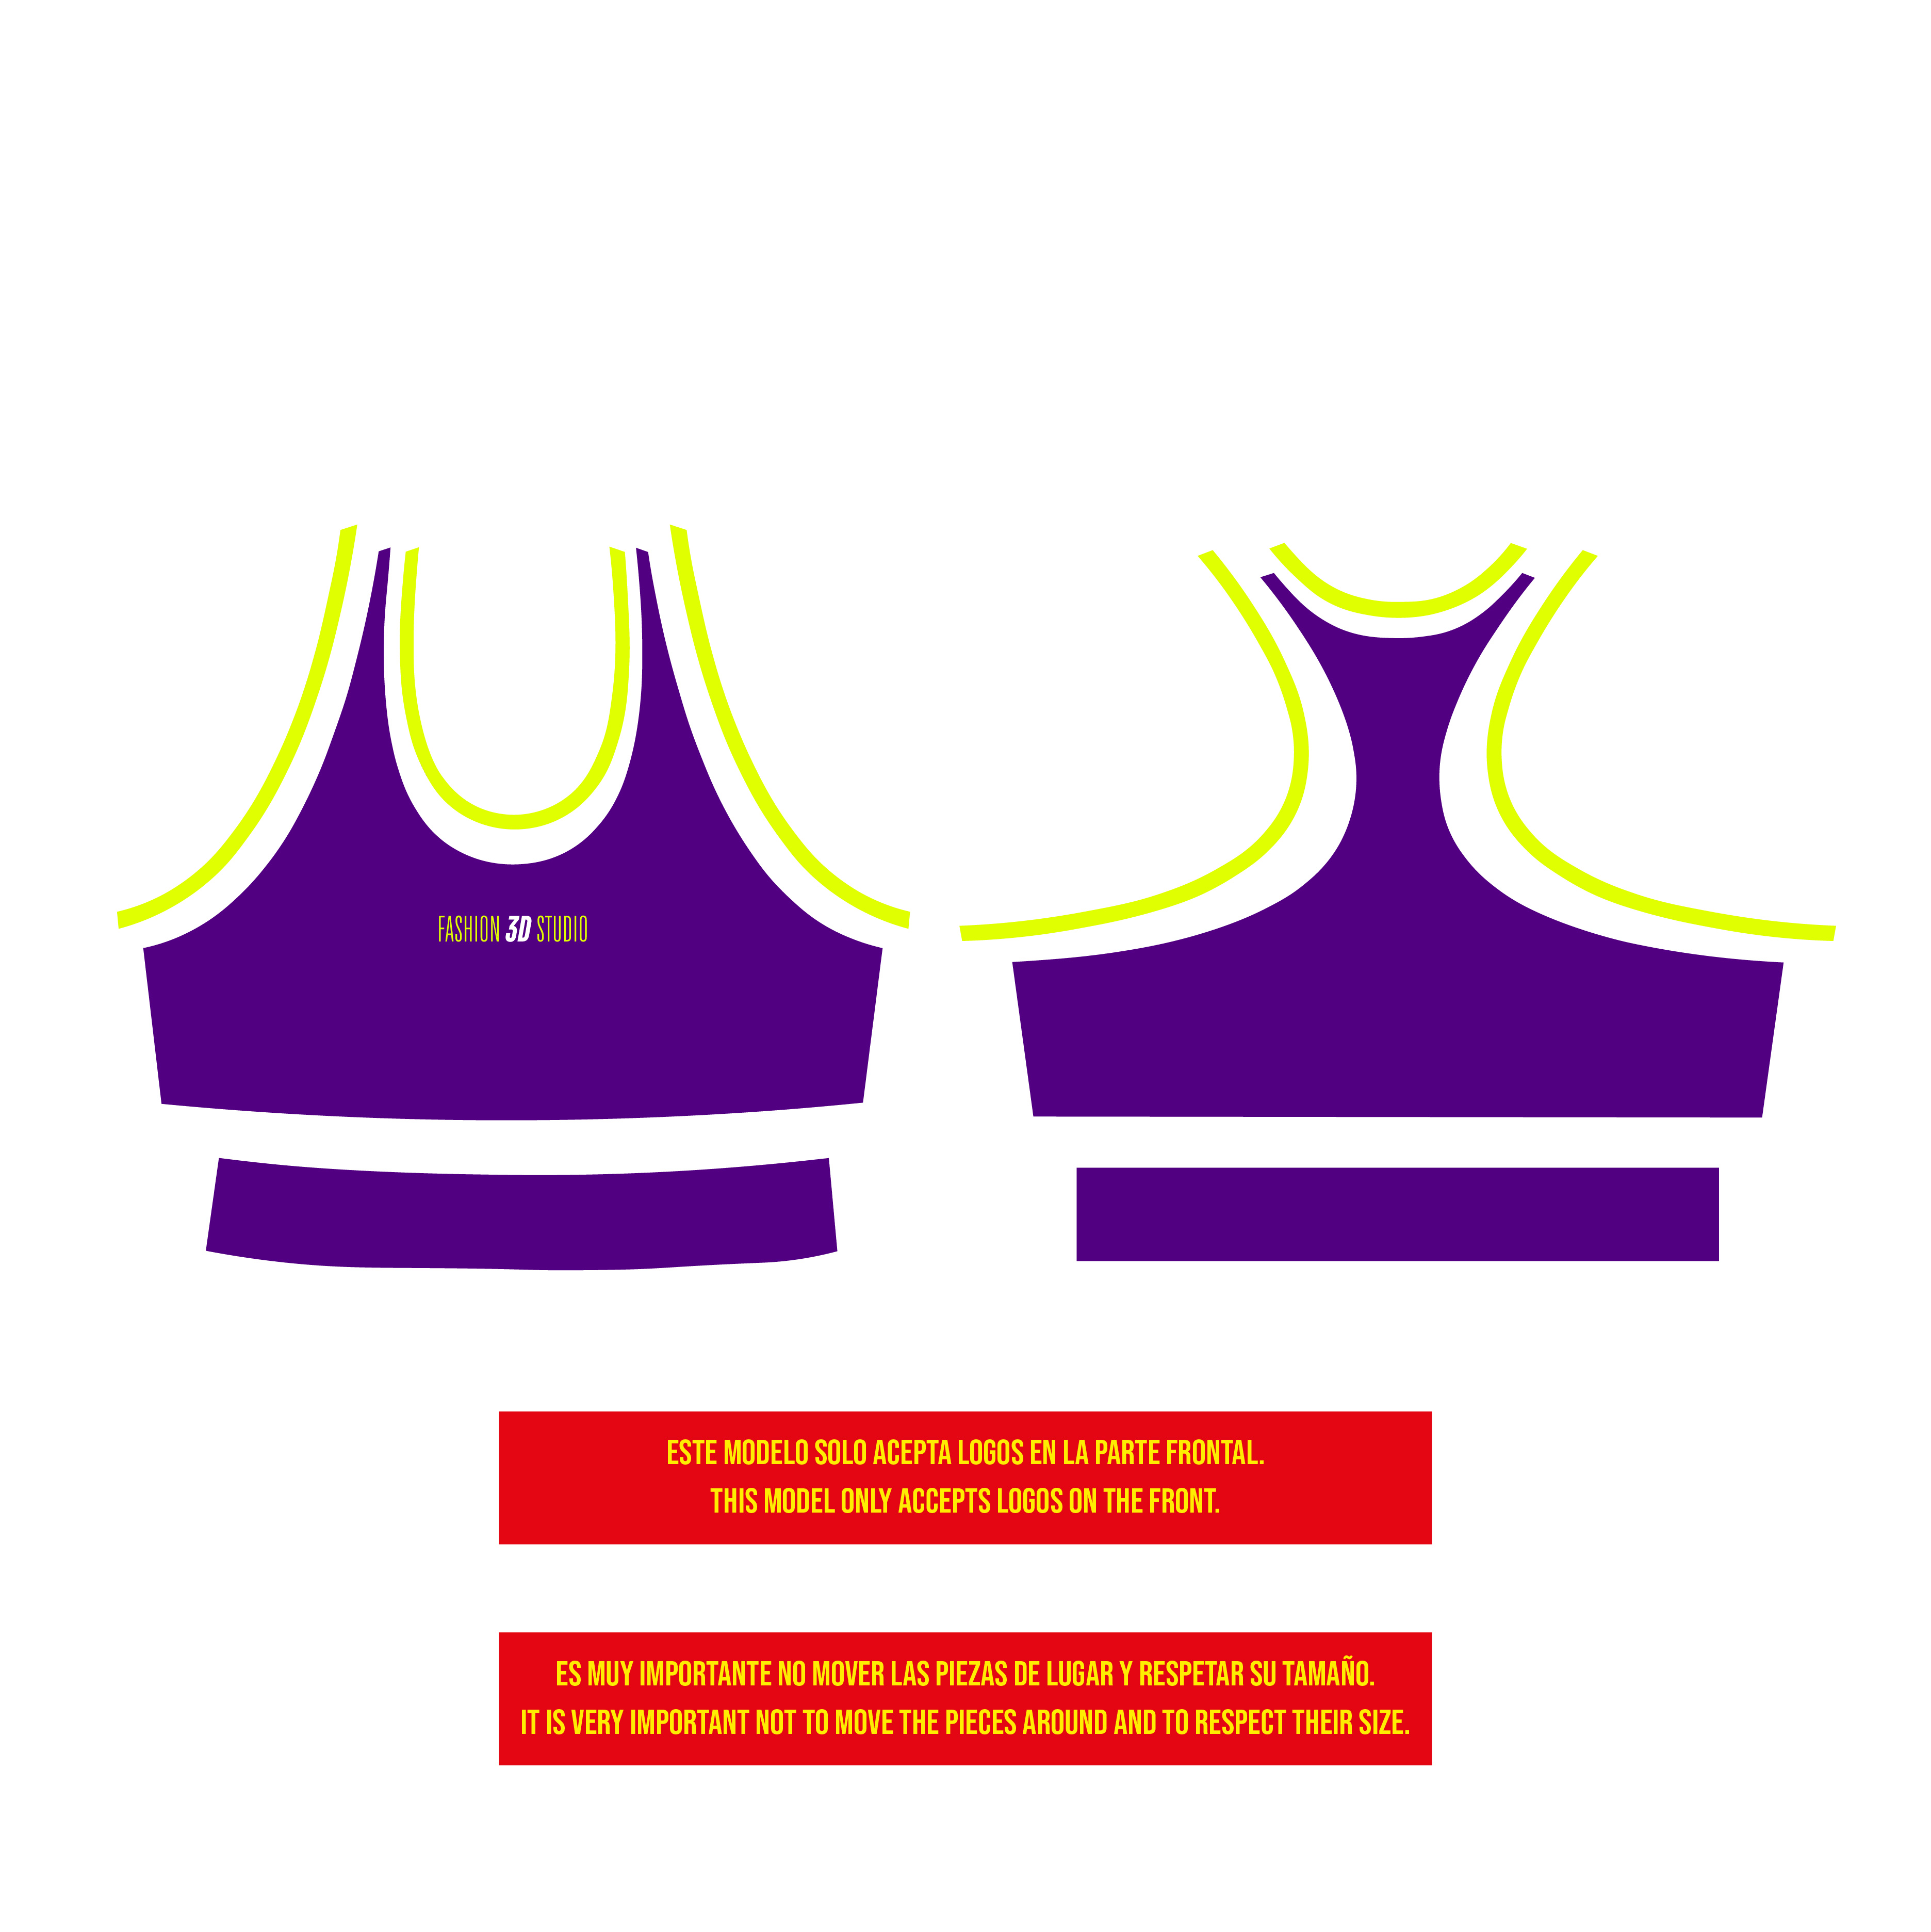 FASHION 3D STUDIO
ESTE MODELO SOLO ACEPTA LOGOS EN LA PARTE FRONTAL.
THIS MODEL ONLY ACCEPTS LOGOS ON THE FRONT.
ES MUY IMPORTANTE NO MOVER LAS PIEZAS DE LUGAR Y RESPETAR SU TAMAÑO.
IT IS VERY IMPORTANT NOT TO MOVE THE PIECES AROUND AND TO RESPECT THEIR SIZE.